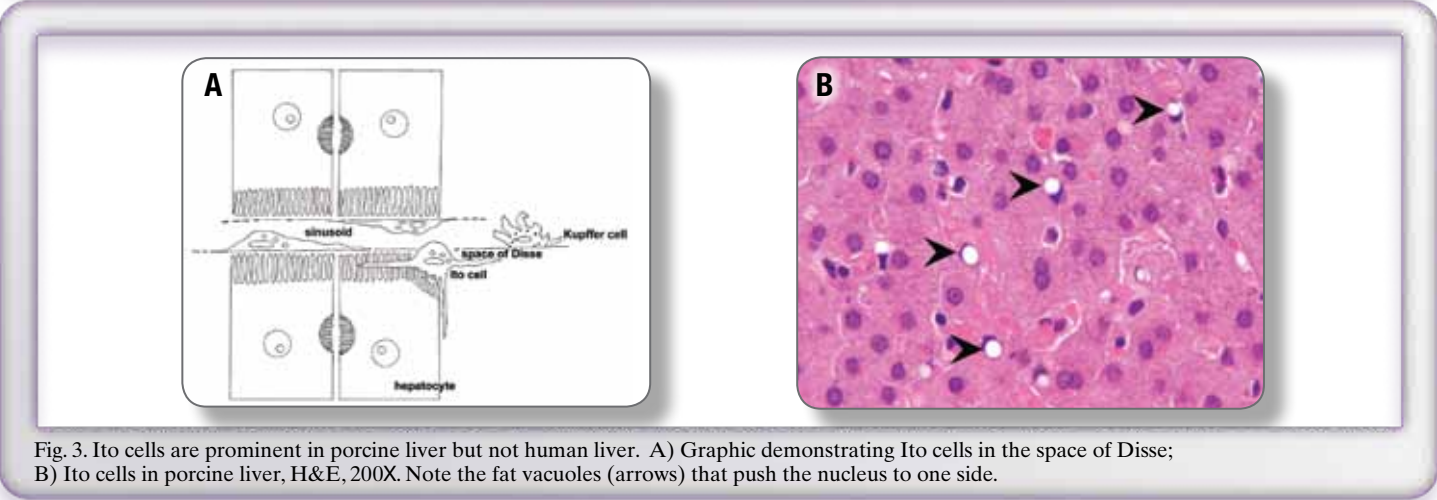 A
sinusoid
Kupffer cell
space of Disse
Ito cell
hepatocyte
B
Fig. 3. Ito cells are prominent in porcine liver but not human liver. A) Graphic demonstrating Ito cells in the space of Disse;
B) Ito cells in porcine liver, H&E, 200X. Note the fat vacuoles (arrows) that push the nucleus to one side.